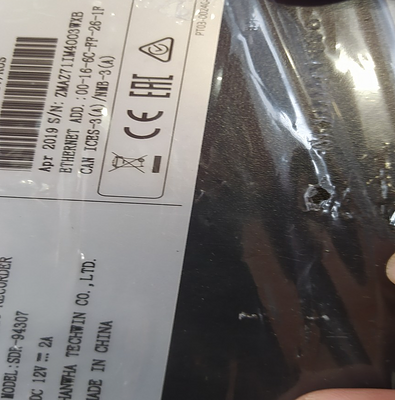 Apr 2019 S/N: ZMAZ71IM4003WXB
ETHERNET ADD.:00-16-6C-FF-26-1F
CAN ICES-3(A)/NMB-3(A)
CE EAC
RECORDER
MODEL:SDR-94307
DC 12V 2A
HANWHA TECHWIN CO.,LTD.
MADE IN CHINA